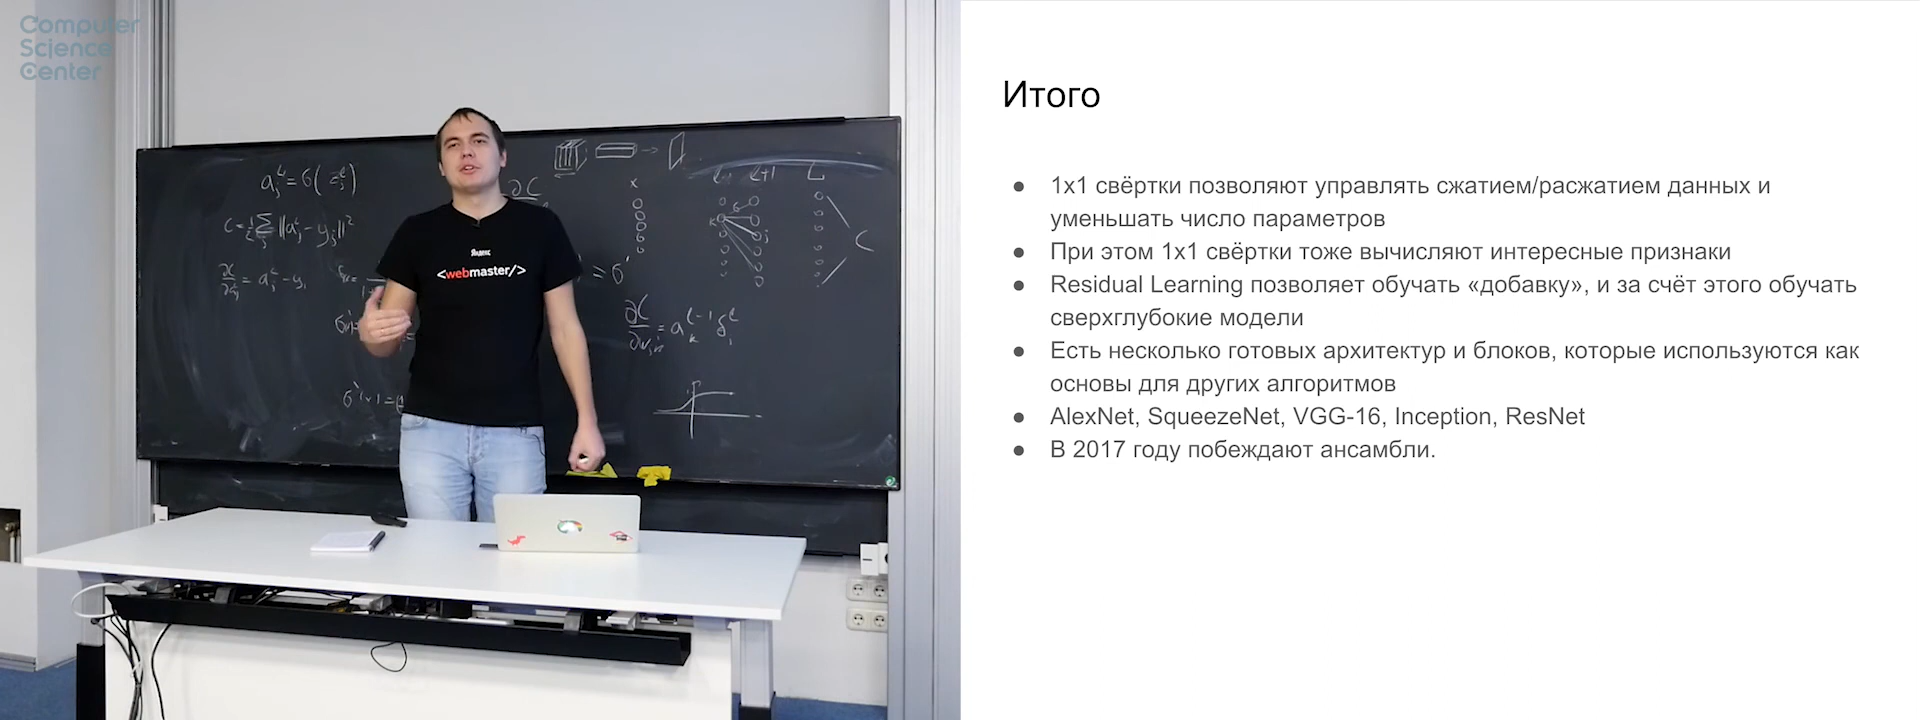 Computer
Science
Center
Яндекс
<webmaster/>
Итого
1x1 свёртки позволяют управлять сжатием/расжатием данных и
уменьшать число параметров
При этом 1x1 свёртки тоже вычисляют интересные признаки
Residual Learning позволяет обучать «добавку», и за счёт этого обучать
сверхглубокие модели
Есть несколько готовых архитектур и блоков, которые используются как
основы для других алгоритмов
AlexNet, SqueezeNet, VGG-16, Inception, ResNet
В 2017 году побеждают ансамбли.